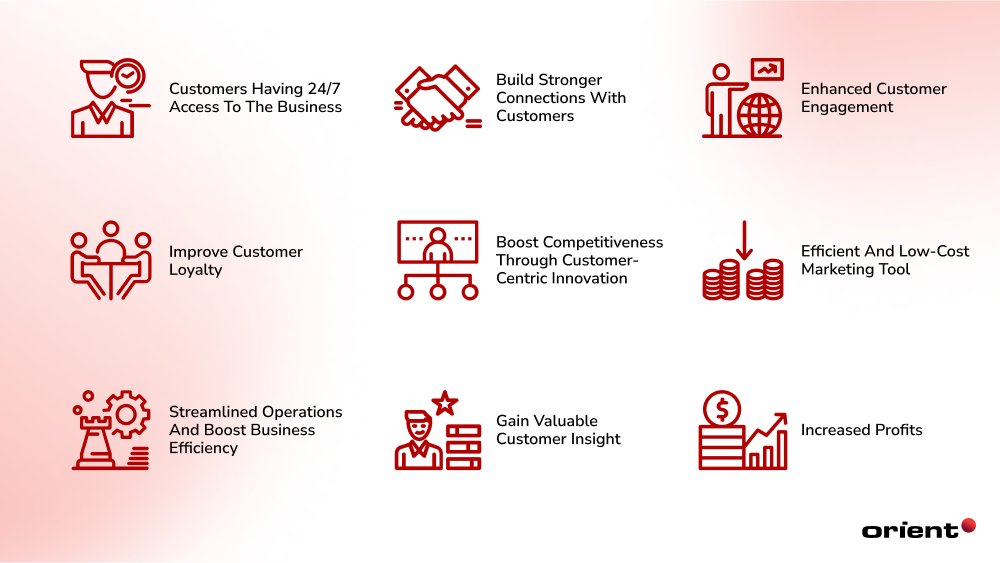 Customers Having 24/7
Access To The Business
Build Stronger
Connections With
Customers
Enhanced Customer
Engagement
Improve Customer
Loyalty
Boost Competitiveness
Through Customer-
Centric Innovation
Efficient And Low-Cost
Marketing Tool
Streamlined Operations
And Boost Business
Efficiency
Gain Valuable
Customer Insight
$
Increased Profits
orient